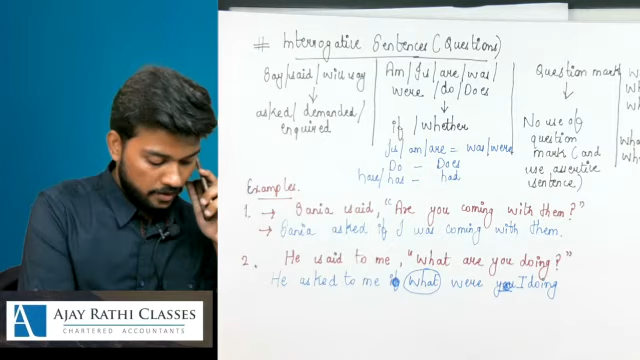 # Interrogative Sentences (Questions)
Say/said/will say
asked/demanded/
enquired
Am/Is/are/was/
were/do/Does
if/whether
Is/am/are = was/were
Do - Does
have/has - had
Question mark
No use of
question
mark (and
use assertive
sentence)
Examples.
1. → Sania said, "Are you coming with them?"
→ Sania asked if I was coming with them.
2. He said to me, "What are you doing?"
He asked to me if what were you I doing
AJAY RATHI CLASSES
CHARTERED ACCOUNTANTS